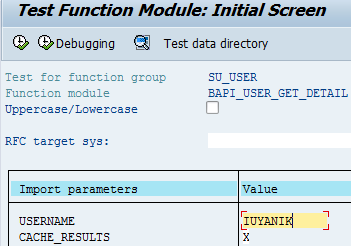 Test Function Module: Initial Screen
Debugging Test data directory
Test for function group SU_USER
Function module BAPI_USER_GET_DETAIL
Uppercase/Lowercase
RFC target sys:
Import parameters Value
USERNAME IUYANIK
CACHE_RESULTS X